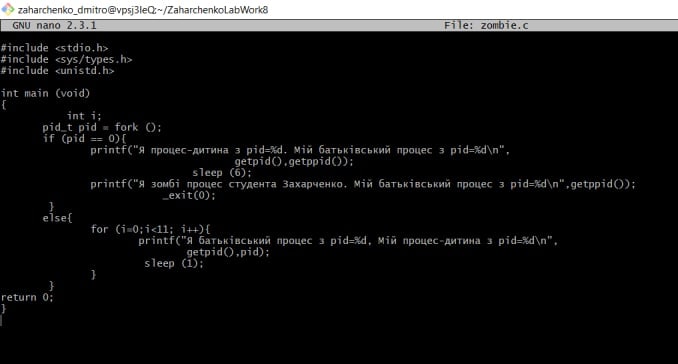 zaharchenko_dmitro@vpsj3leQ:~/ZaharchenkoLabWork8
GNU nano 2.3.1 File: zombie.c
#include <stdio.h>
#include <sys/types.h>
#include <unistd.h>
int main (void)
{
int i;
pid_t pid = fork ();
if (pid == 0){
printf("Я процес-дитина з pid=%d. Мій батьківський процес з pid=%d\n",
getpid(),getppid());
sleep (6);
printf("Я зомбі процес студента Захарченко. Мій батьківський процес з pid=%d\n",getppid());
_exit(0);
}
else{
for (i=0;i<11; i++){
printf("Я батьківський процес з pid=%d, Мій процес-дитина з pid=%d\n",
getpid(),pid);
sleep (1);
}
}
return 0;
}